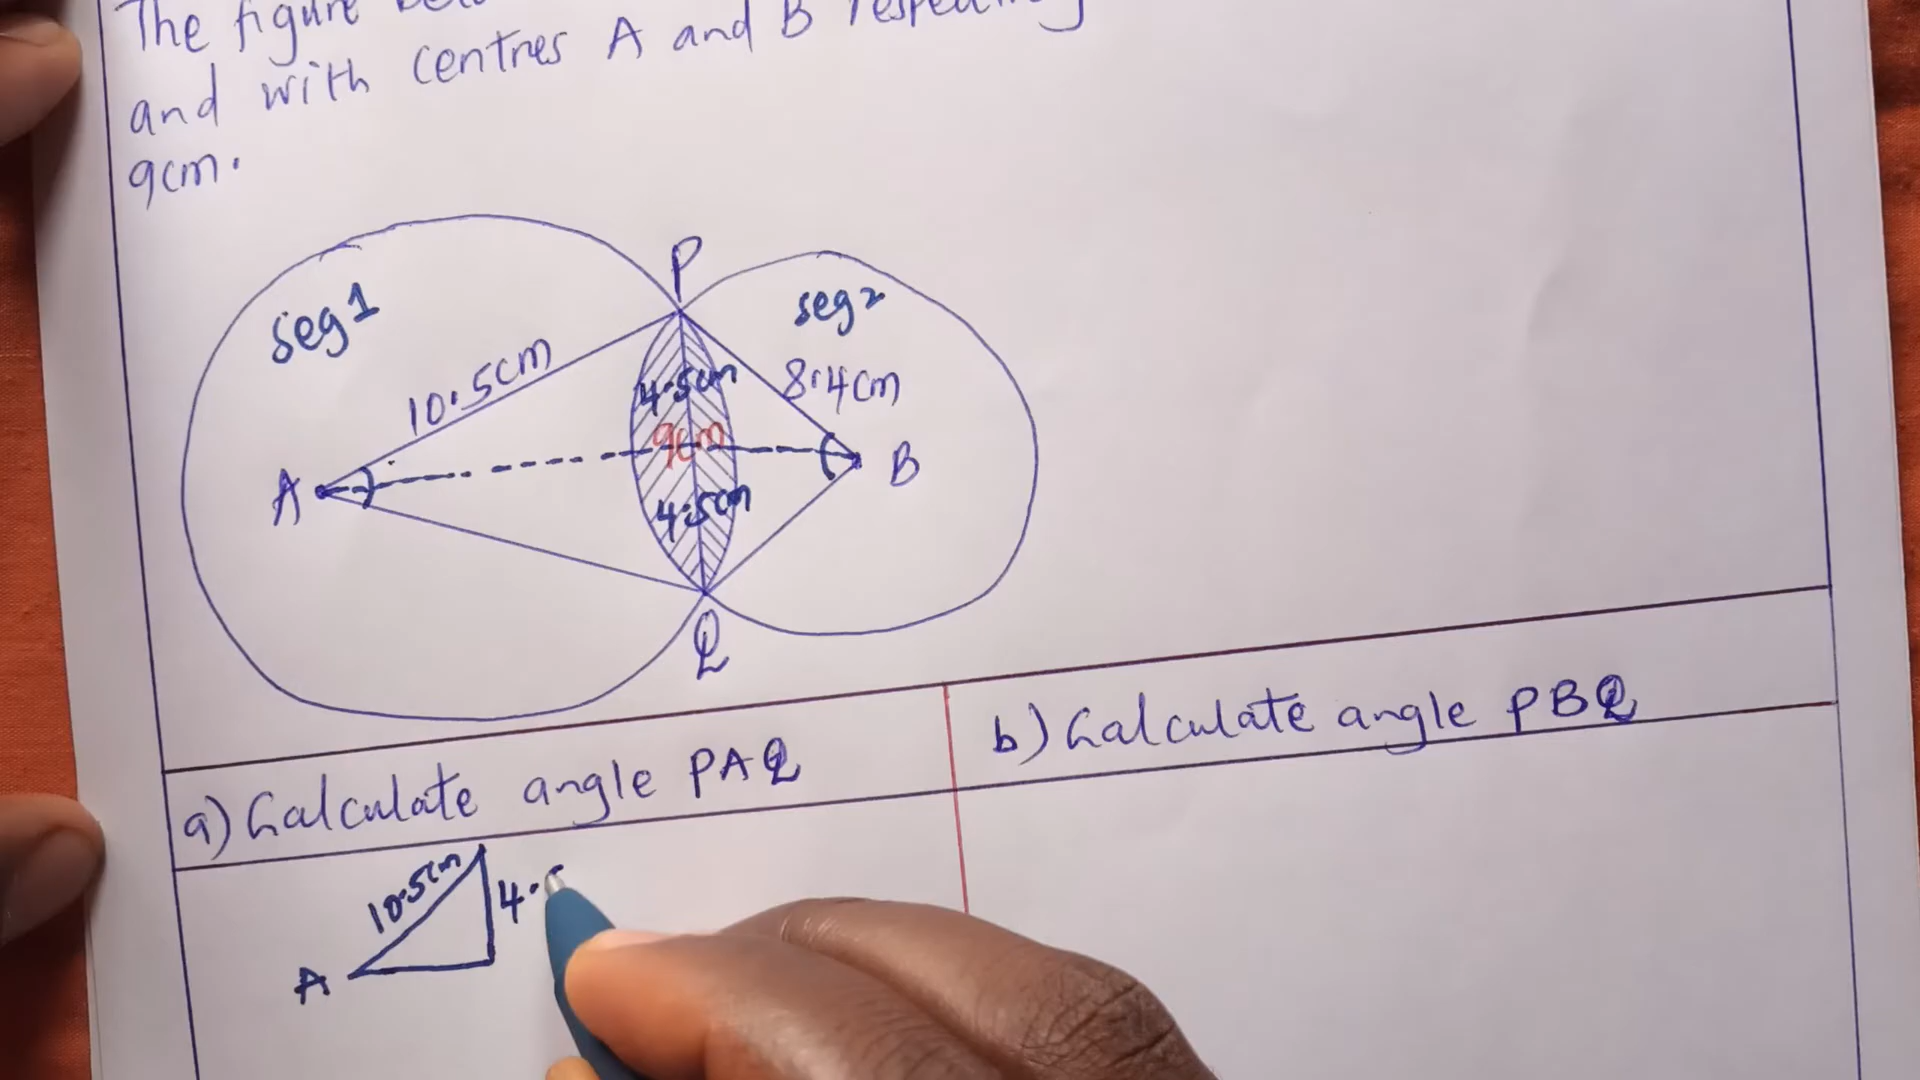 The figure
and with centres A and B
9cm.
P
seg 1
seg 2
10.5cm
4.5cm
8.4cm
9cm
A
B
4.5cm
Q
a) Calculate angle PAQ
b) Calculate angle PBQ
10.5cm
4.
A